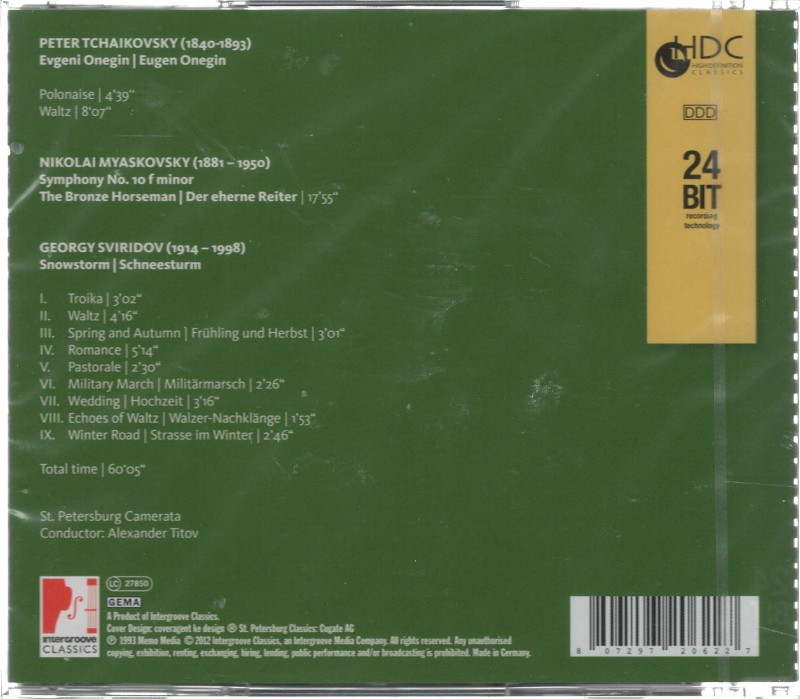 PETER TCHAIKOVSKY (1840-1893)
Evgeni Onegin | Eugen Onegin
Polonaise | 4'39"
Waltz | 8'07"
NIKOLAI MYASKOVSKY (1881 – 1950)
Symphony No. 10 f minor
The Bronze Horseman | Der eherne Reiter | 17'55"
GEORGY SVIRIDOV (1914 – 1998)
Snowstorm | Schneesturm
I. Troika | 3'02"
II. Waltz | 4'16"
III. Spring and Autumn | Frühling und Herbst | 3'01"
IV. Romance | 5'14"
V. Pastorale | 2'30"
VI. Military March | Militärmarsch | 2'26"
VII. Wedding | Hochzeit | 3'16"
VIII. Echoes of Waltz | Walzer-Nachklänge | 1'53"
IX. Winter Road | Strasse im Winter | 2'46"
Total time | 60'05"
St. Petersburg Camerata
Conductor: Alexander Titov
HDC
HIGH DEFINITION
CLASSICS
DDD
24
BIT
recording
technology
intergroove
CLASSICS
LC 27850
GEMA
A Product of Intergroove Classics.
Cover Design: coveragent ke design ® St. Petersburg Classics: Cugate AG
℗ 1993 Memo Media © 2012 Intergroove Classics, an Intergroove Media Company. All rights reserved. Any unauthorised
copying, exhibition, renting, exchanging, hiring, lending, public performance and/or broadcasting is prohibited. Made in Germany.
8 07297 20622 7